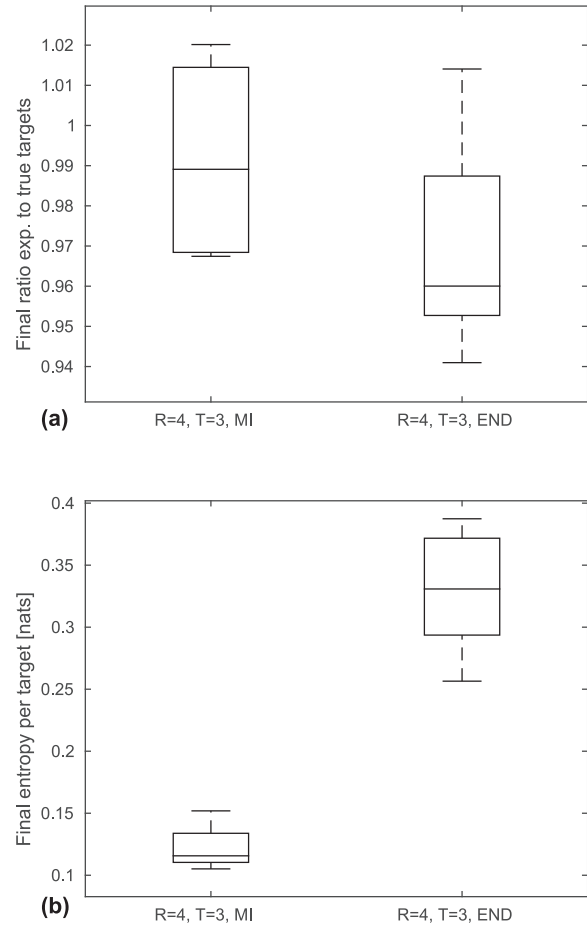 1.02
1.01
1
0.99
0.98
0.97
0.96
0.95
0.94
Final ratio exp. to true targets
(a)
R=4, T=3, MI
R=4, T=3, END
0.4
0.35
0.3
0.25
0.2
0.15
0.1
Final entropy per target [nats]
(b)
R=4, T=3, MI
R=4, T=3, END